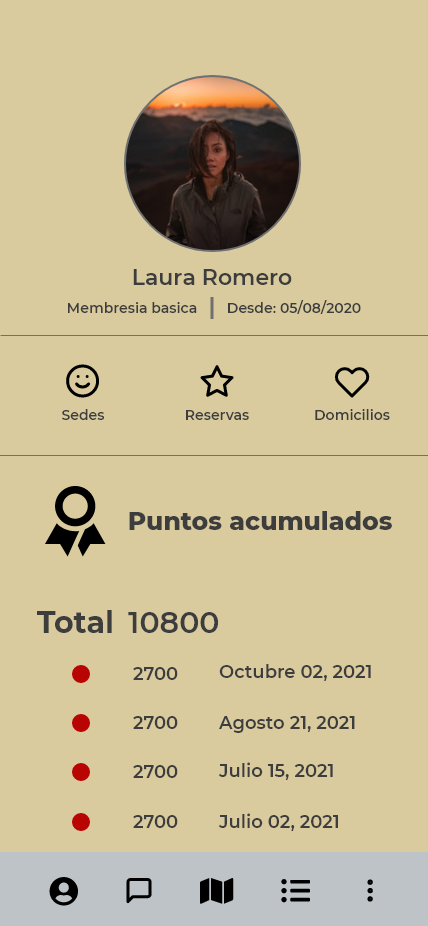 Laura Romero
Membresia basica | Desde: 05/08/2020
Sedes Reservas Domicilios
Puntos acumulados
Total 10800
2700 Octubre 02, 2021
2700 Agosto 21, 2021
2700 Julio 15, 2021
2700 Julio 02, 2021